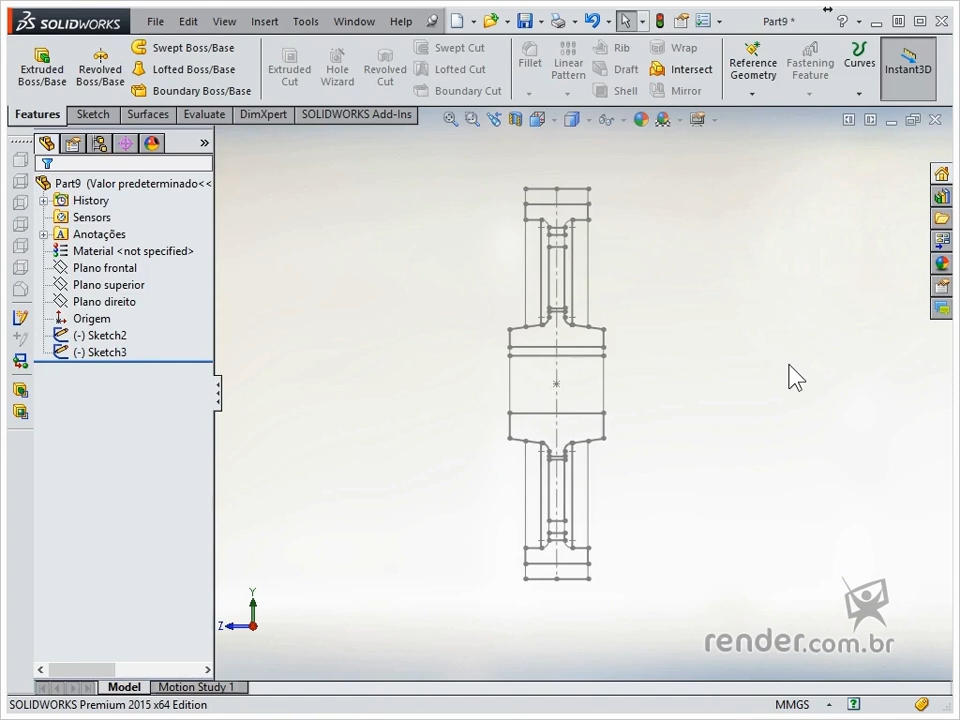 SOLIDWORKS
File Edit View Insert Tools Window Help
Part9 *
Extruded Boss/Base
Revolved Boss/Base
Swept Boss/Base
Lofted Boss/Base
Boundary Boss/Base
Extruded Cut
Hole Wizard
Revolved Cut
Swept Cut
Lofted Cut
Boundary Cut
Fillet
Linear Pattern
Rib
Draft
Shell
Wrap
Intersect
Mirror
Reference Geometry
Fastening Feature
Curves
Instant3D
Features Sketch Surfaces Evaluate DimXpert SOLIDWORKS Add-Ins
Part9 (Valor predeterminado<<
History
Sensors
Anotações
Material <not specified>
Plano frontal
Plano superior
Plano direito
Origem
(-) Sketch2
(-) Sketch3
Y
Z
render.com.br
Model Motion Study 1
SOLIDWORKS Premium 2015 x64 Edition
MMGS